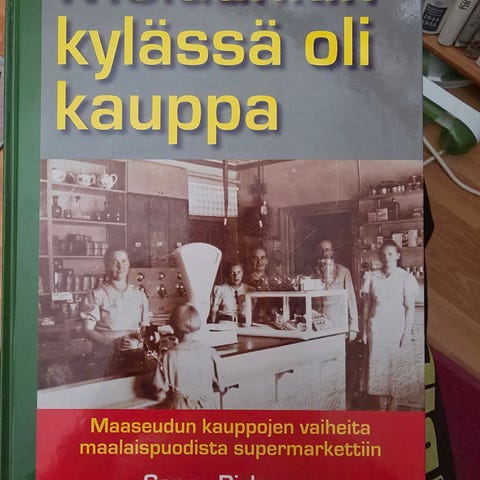 kylässä oli
kauppa
Maaseudun kauppojen vaiheita
maalaispuodista supermarkettiin